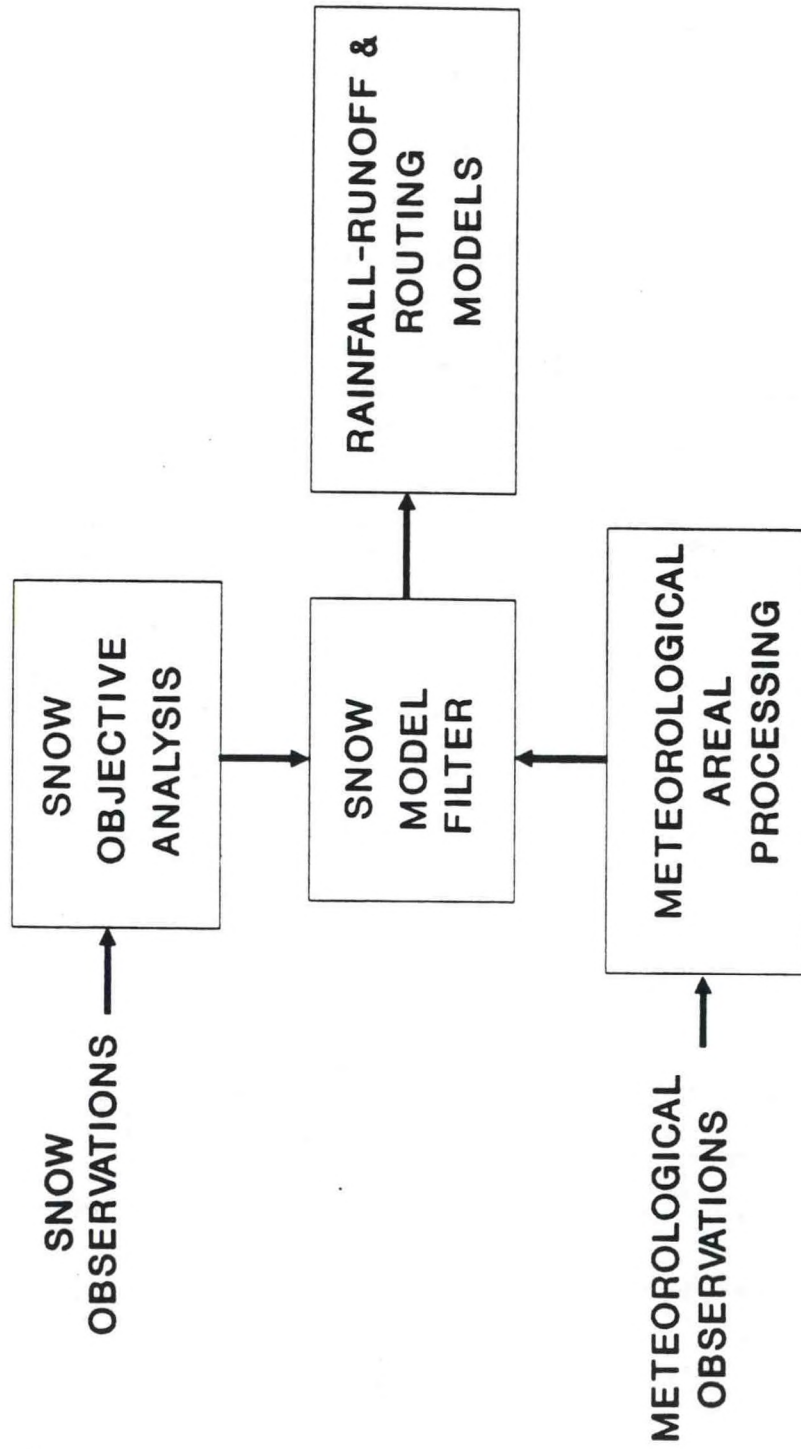 SNOW
OBSERVATIONS
SNOW
OBJECTIVE
ANALYSIS
SNOW
MODEL
FILTER
RAINFALL-RUNOFF &
ROUTING
MODELS
METEOROLOGICAL
OBSERVATIONS
METEOROLOGICAL
AREAL
PROCESSING